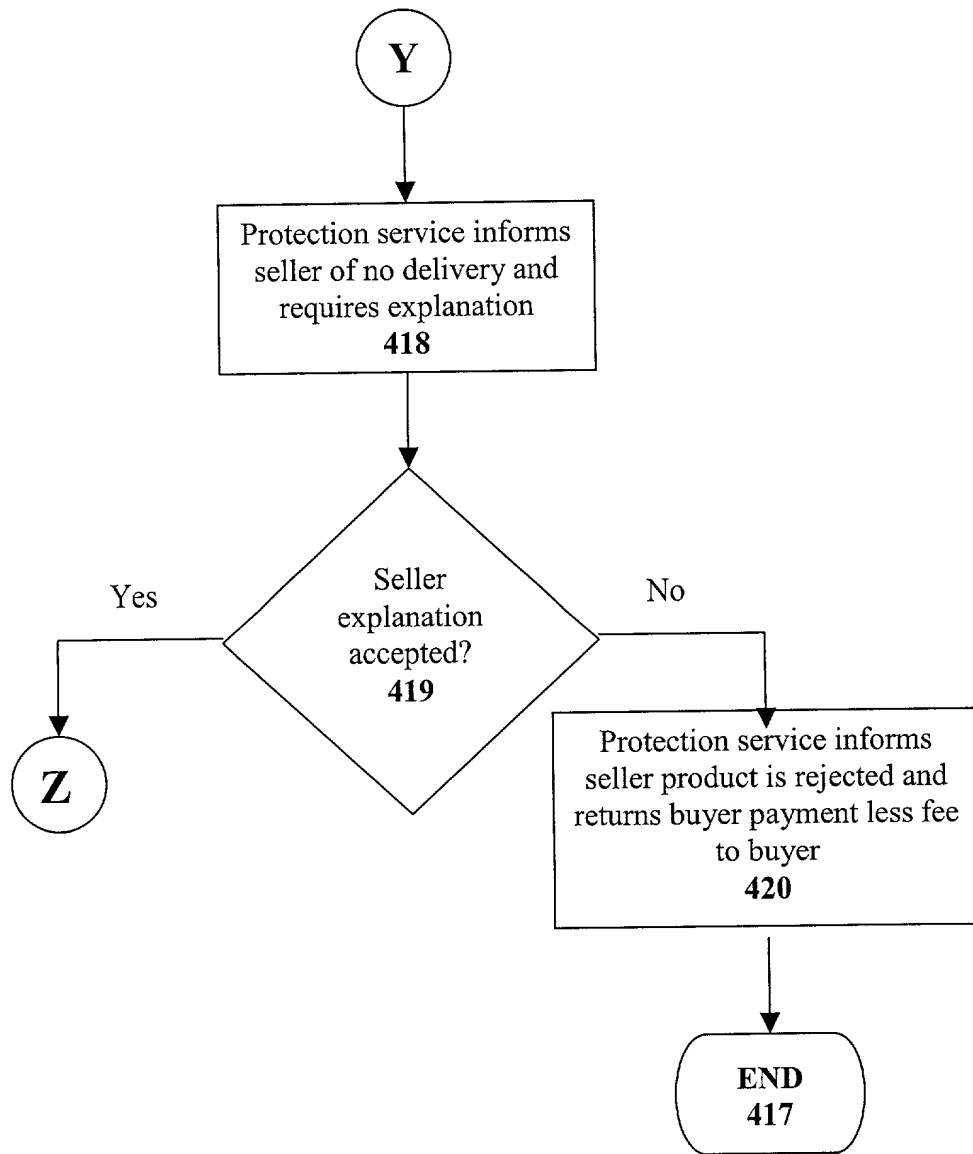 Y
Protection service informs
seller of no delivery and
requires explanation
418
Seller
explanation
accepted?
419
Yes
No
Z
Protection service informs
seller product is rejected and
returns buyer payment less fee
to buyer
420
END
417